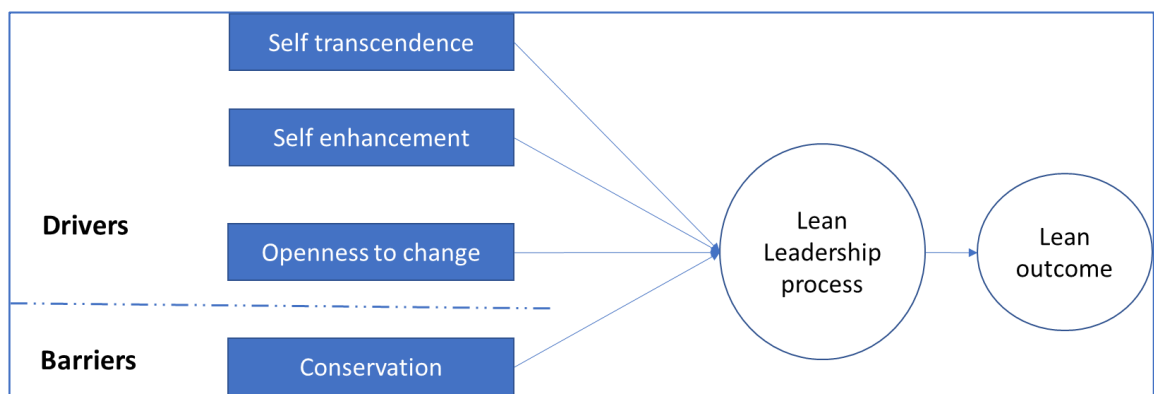 Self transcendence
Self enhancement
Drivers
Openness to change
Lean
Leadership
process
Lean
outcome
Barriers
Conservation